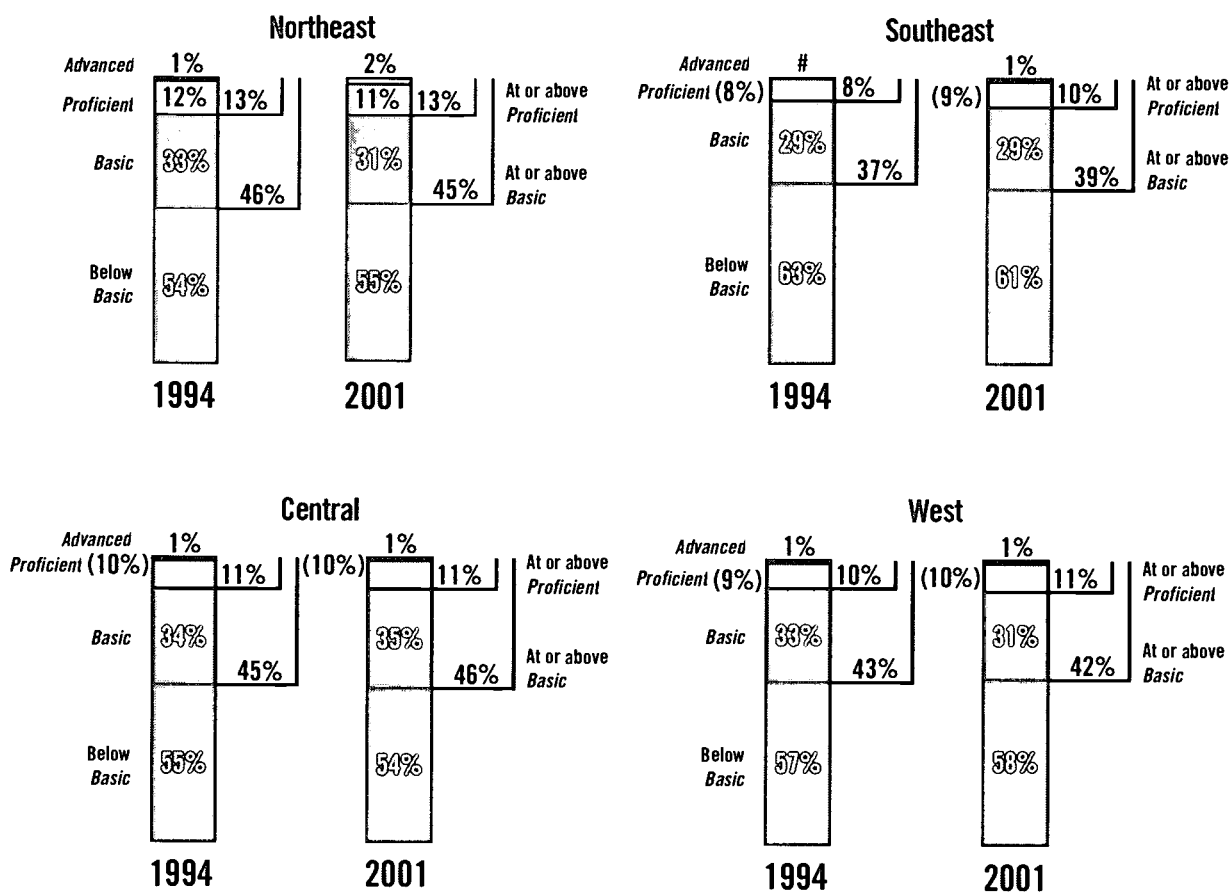 Northeast
Advanced 1% 2%
Proficient 12% 13% 11% 13% At or above
Proficient
Basic 33% 31% At or above
46% 45% Basic
Below
Basic 54% 55%
1994 2001
Southeast
Advanced # 1%
Proficient (8%) 8% (9%) 10% At or above
Proficient
Basic 29% 29% At or above
37% 39% Basic
Below
Basic 63% 61%
1994 2001
Central
Advanced 1% 1%
Proficient (10%) 11% (10%) 11% At or above
Proficient
Basic 34% 35% At or above
45% 46% Basic
Below
Basic 55% 54%
1994 2001
West
Advanced 1% 1%
Proficient (9%) 10% (10%) 11% At or above
Proficient
Basic 33% 31% At or above
43% 42% Basic
Below
Basic 57% 58%
1994 2001